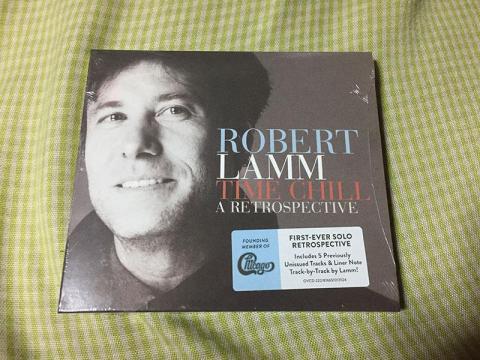 ROBERT
LAMM
TIME CHILL
A RETROSPECTIVE
FOUNDING
MEMBER OF
Chicago
FIRST-EVER SOLO
RETROSPECTIVE
Includes 5 Previously
Unissued Tracks & Liner Note
Track-by-Track by Lamm!